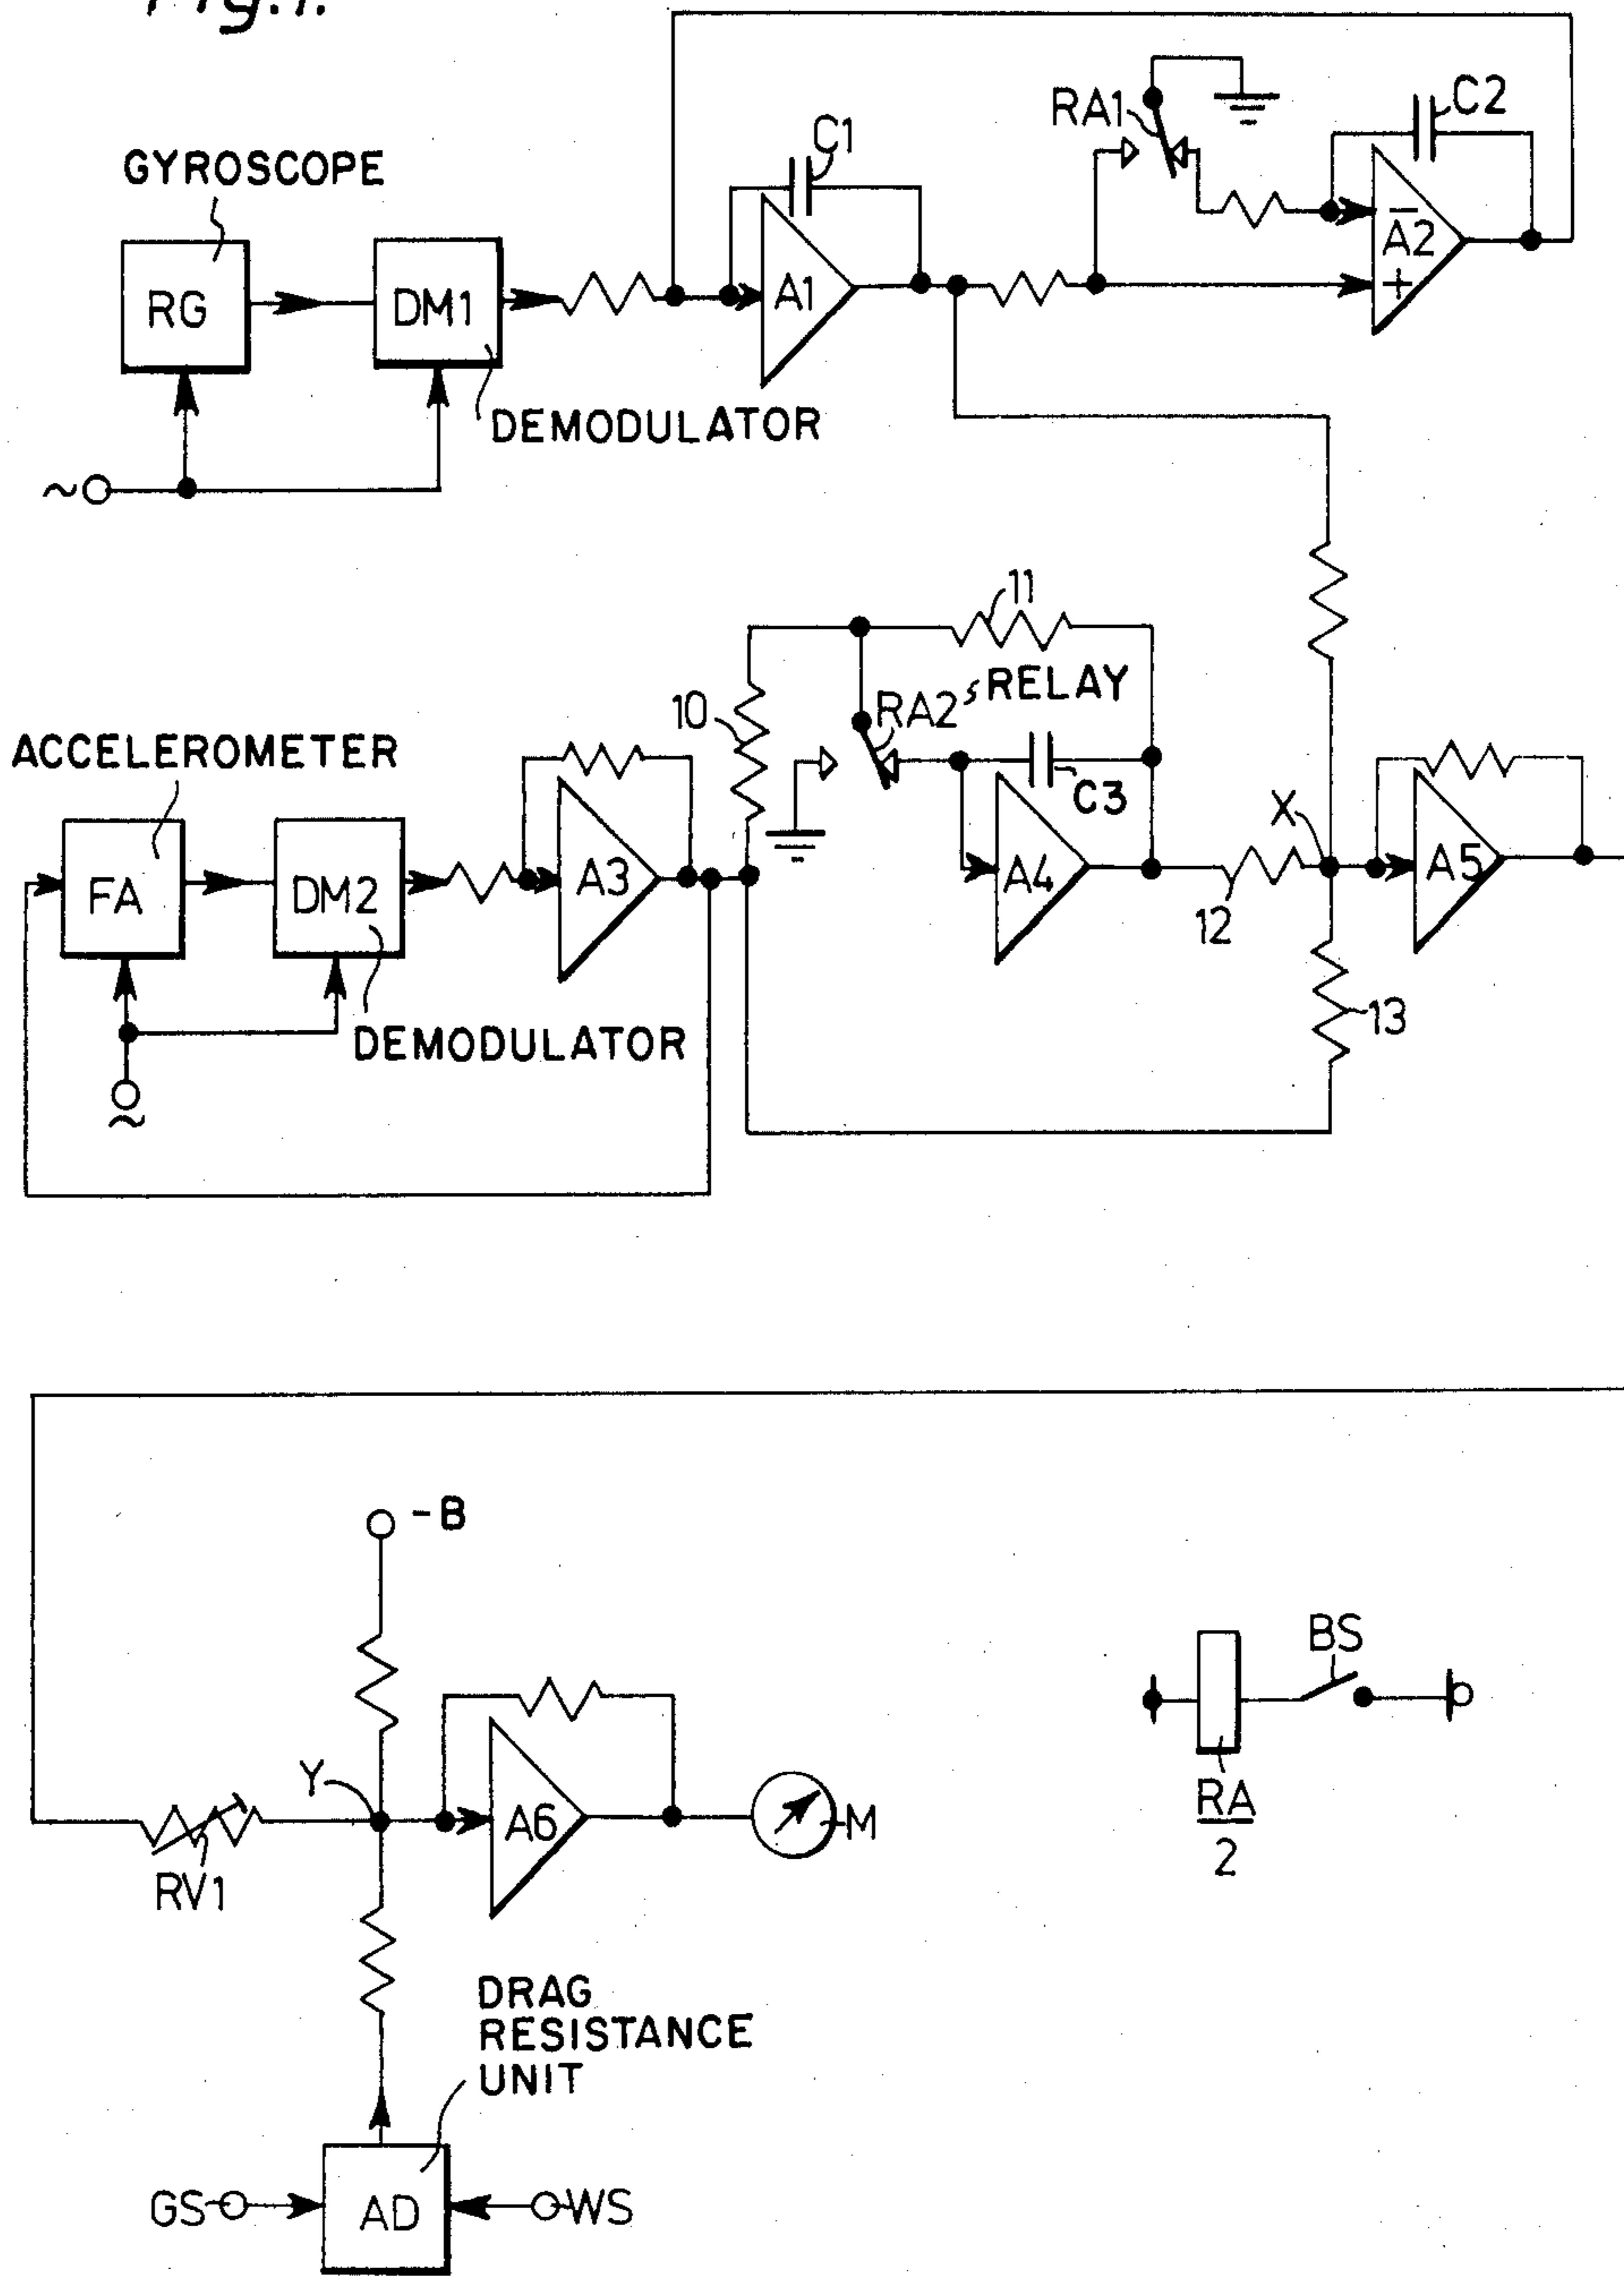 Fig.1.
GYROSCOPE
RG
DM1
DEMODULATOR
~
C1
A1
RA1
C2
−
A2
+
11
10
RA2
RELAY
C3
ACCELEROMETER
FA
DM2
DEMODULATOR
~
A3
A4
12
X
A5
13
-B
Y
A6
M
RV1
BS
RA
2
DRAG
RESISTANCE
UNIT
GS
AD
WS